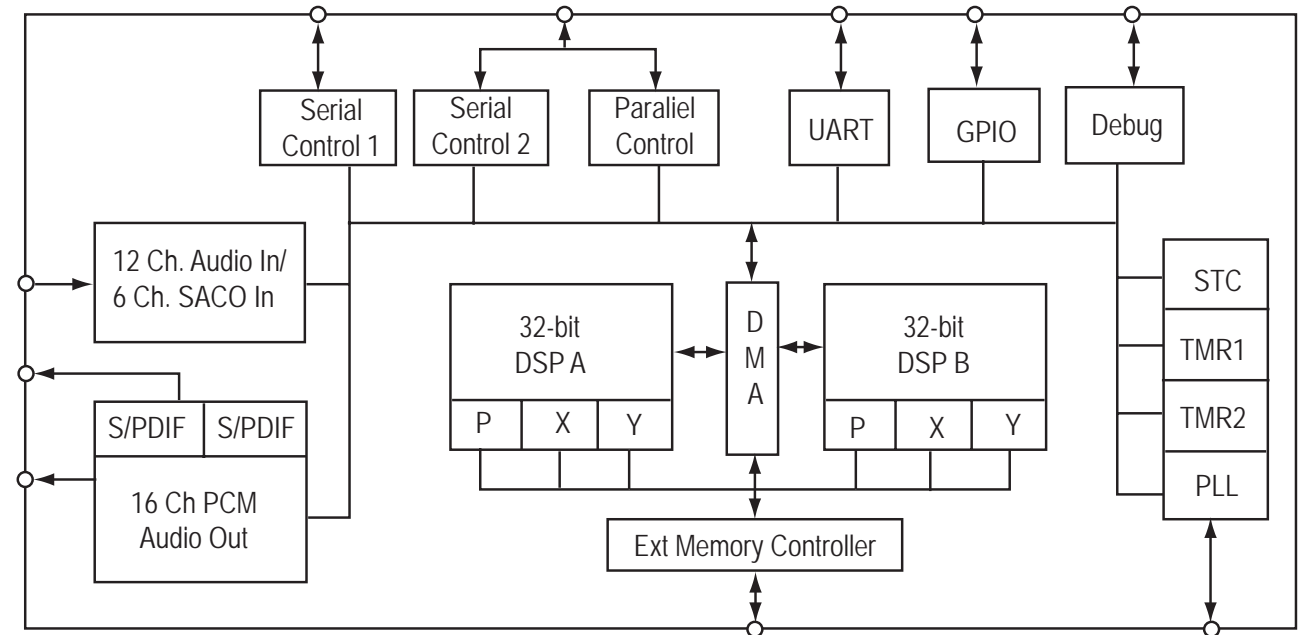 Serial
Control 1
Serial
Control 2
Paraliel
Control
UART
GPIO
Debug
12 Ch. Audio In/
6 Ch. SACO In
S/PDIF
S/PDIF
16 Ch PCM
Audio Out
32-bit
DSP A
P
X
Y
D
M
A
32-bit
DSP B
P
X
Y
Ext Memory Controller
STC
TMR1
TMR2
PLL